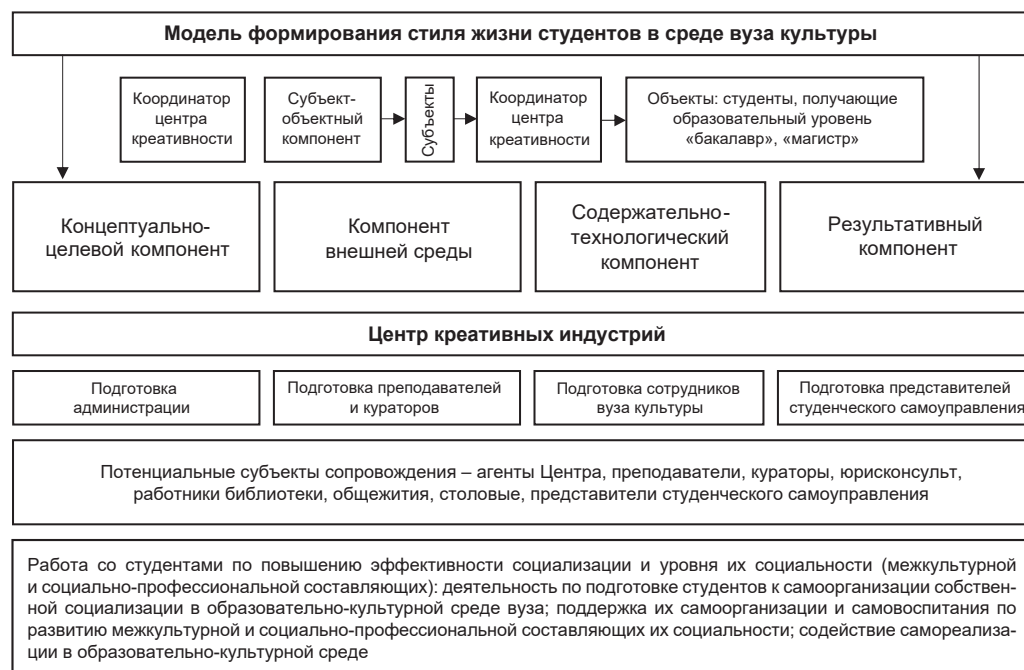 Модель формирования стиля жизни студентов в среде вуза культуры
Координатор
центра
креативности
Субъект-
объектный
компонент
Субъекты
Координатор
центра
креативности
Объекты: студенты, получающие
образовательный уровень
«бакалавр», «магистр»
Концептуально-
целевой компонент
Компонент
внешней среды
Содержательно-
технологический
компонент
Результативный
компонент
Центр креативных индустрий
Подготовка
администрации
Подготовка преподавателей
и кураторов
Подготовка сотрудников
вуза культуры
Подготовка представителей
студенческого самоуправления
Потенциальные субъекты сопровождения – агенты Центра, преподаватели, кураторы, юрисконсульт,
работники библиотеки, общежития, столовые, представители студенческого самоуправления
Работа со студентами по повышению эффективности социализации и уровня их социальности (межкультурной
и социально-профессиональной составляющих): деятельность по подготовке студентов к самоорганизации собствен-
ной социализации в образовательно-культурной среде вуза; поддержка их самоорганизации и самовоспитания по
развитию межкультурной и социально-профессиональной составляющих их социальности; содействие самореализа-
ции в образовательно-культурной среде